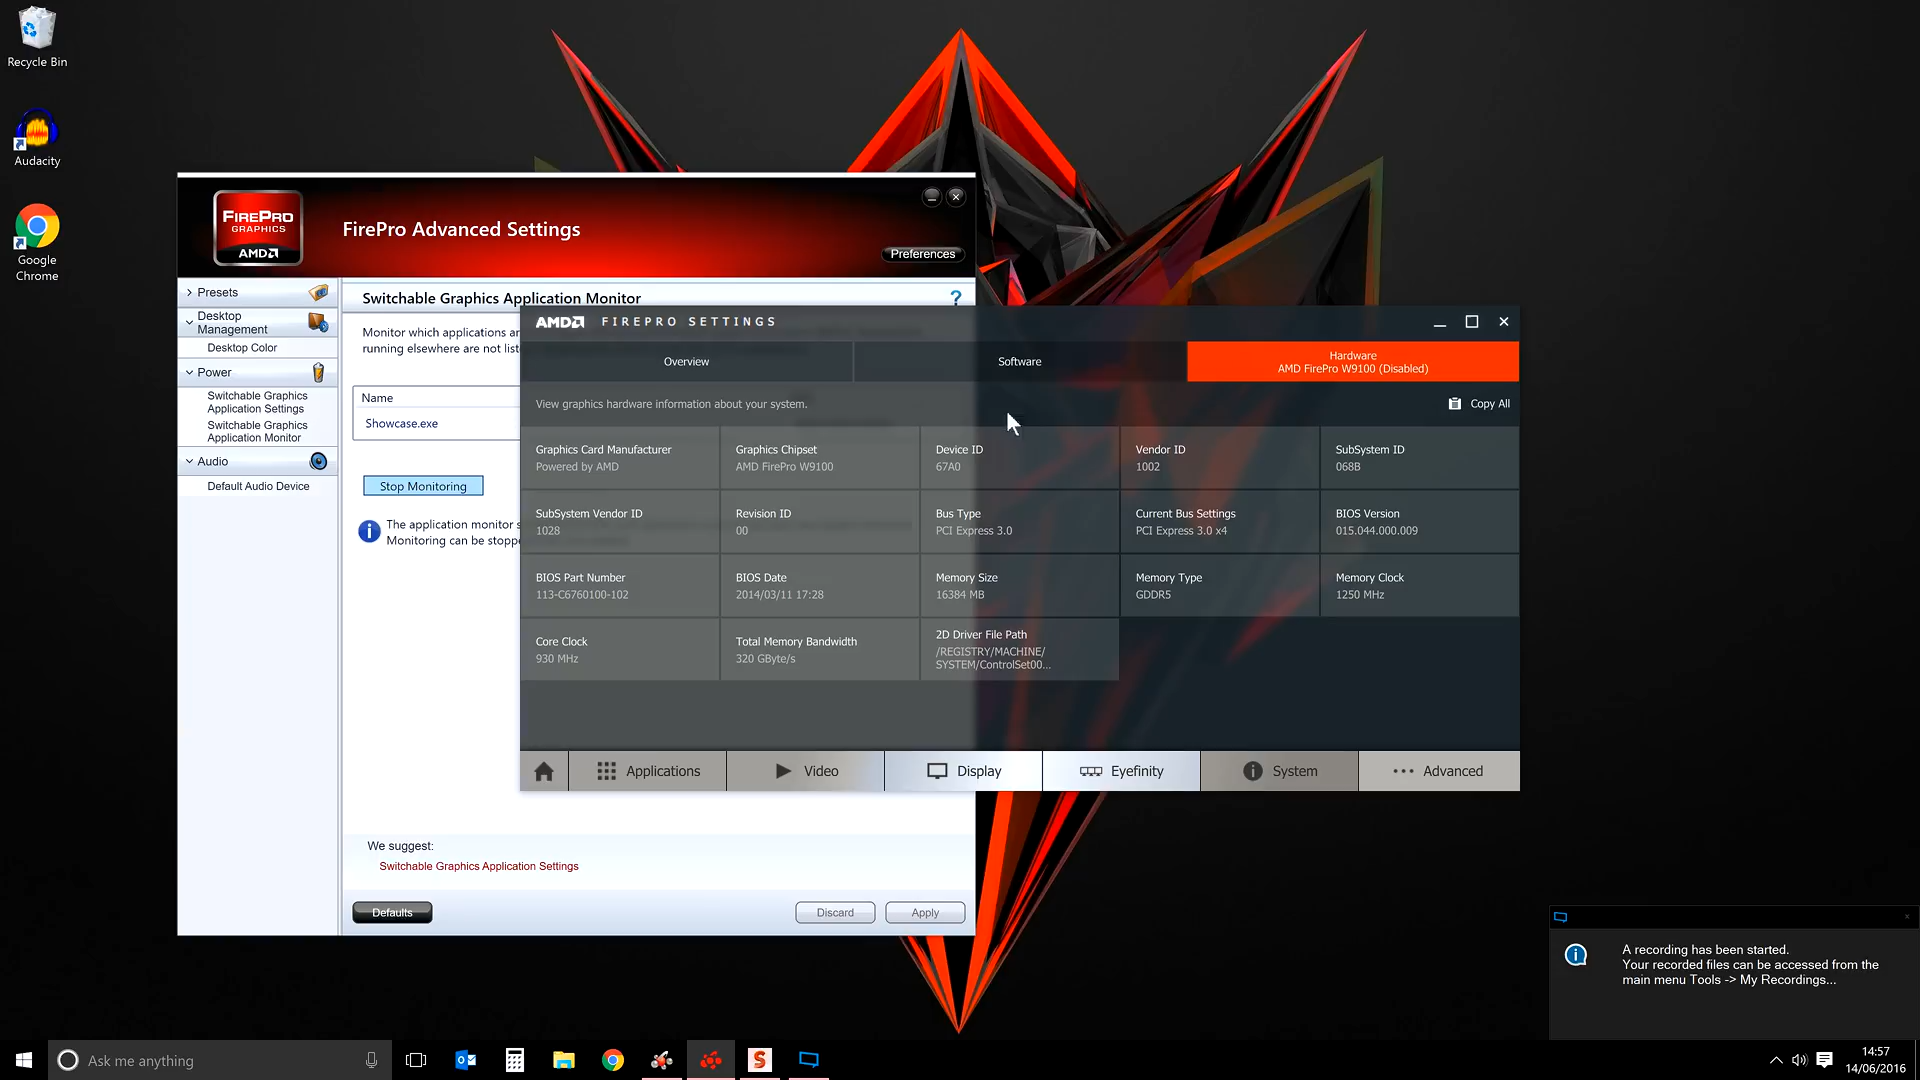 Recycle Bin
Audacity
Google
Chrome
FIREPRO
GRAPHICS
AMD
FirePro Advanced Settings
Preferences
Presets
Desktop
Management
Desktop Color
Power
Switchable Graphics
Application Settings
Switchable Graphics
Application Monitor
Audio
Default Audio Device
Switchable Graphics Application Monitor
?
Monitor which applications a
running elsewhere are not list
Name
Showcase.exe
Stop Monitoring
The application monitor s
Monitoring can be stopp
We suggest:
Switchable Graphics Application Settings
Defaults
Discard
Apply
AMD FIREPRO SETTINGS
Overview
Software
Hardware
AMD FirePro W9100 (Disabled)
View graphics hardware information about your system.
Copy All
Graphics Card Manufacturer
Powered by AMD
Graphics Chipset
AMD FirePro W9100
Device ID
67A0
Vendor ID
1002
SubSystem ID
068B
SubSystem Vendor ID
1028
Revision ID
00
Bus Type
PCI Express 3.0
Current Bus Settings
PCI Express 3.0 x4
BIOS Version
015.044.000.009
BIOS Part Number
113-C6760100-102
BIOS Date
2014/03/11 17:28
Memory Size
16384 MB
Memory Type
GDDR5
Memory Clock
1250 MHz
Core Clock
930 MHz
Total Memory Bandwidth
320 GByte/s
2D Driver File Path
/REGISTRY/MACHINE/
SYSTEM/ControlSet00...
Applications
Video
Display
Eyefinity
System
Advanced
A recording has been started.
Your recorded files can be accessed from the
main menu Tools -> My Recordings...
Ask me anything
14:57
14/06/2016